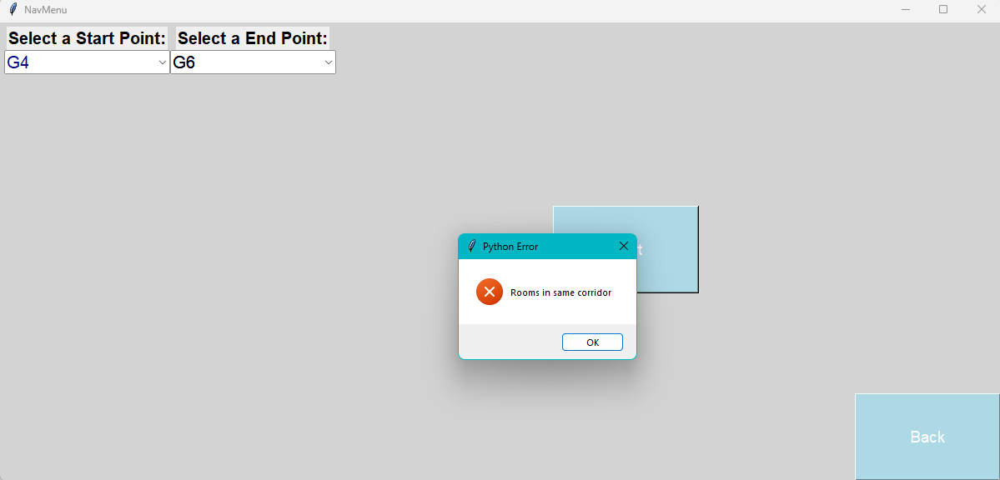 NavMenu
Select a Start Point: Select a End Point:
G4 G6
Python Error
Rooms in same corridor
OK
Back